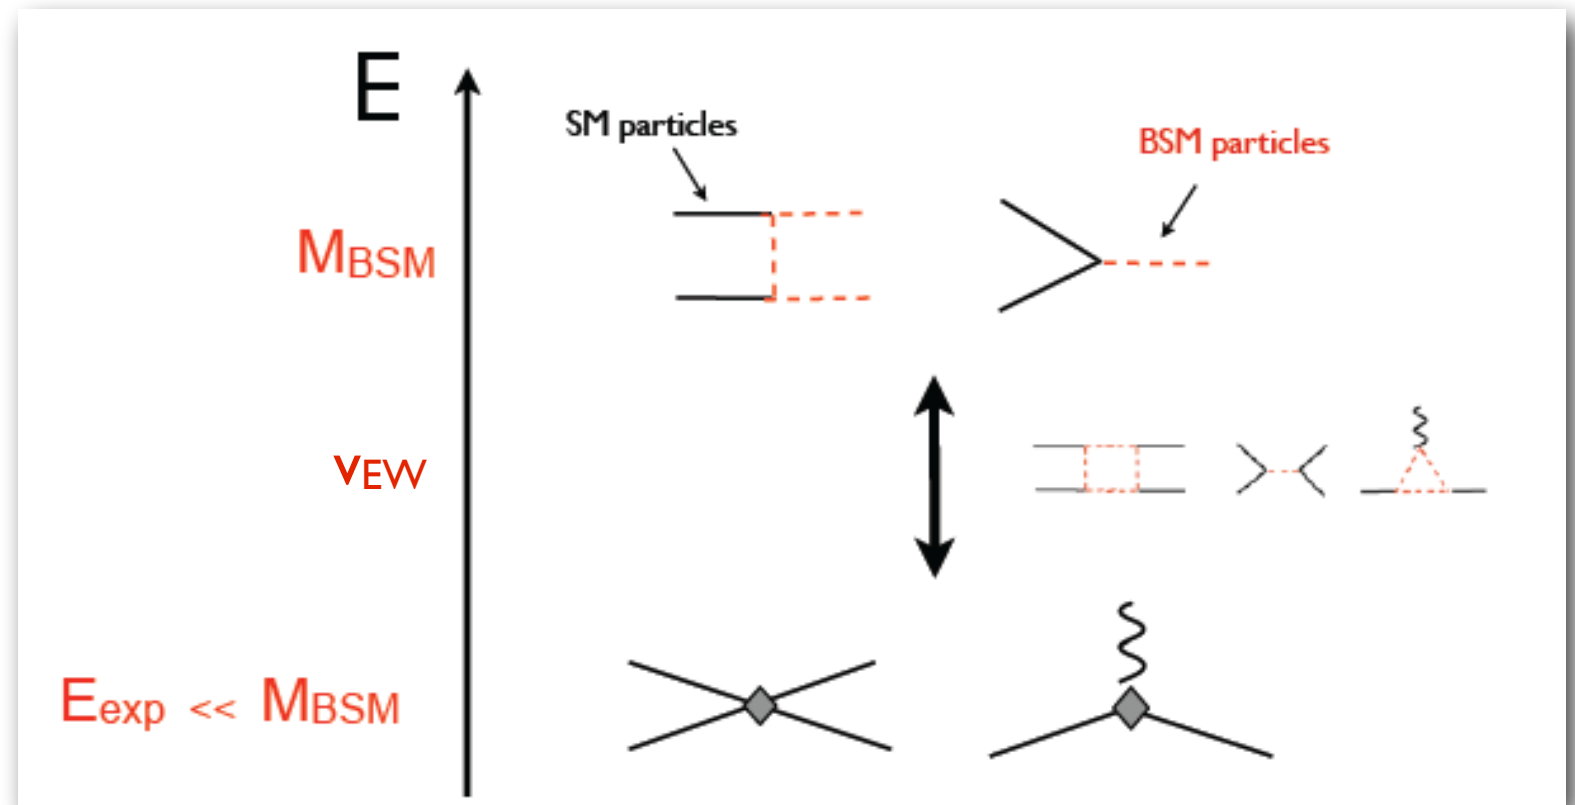 E
SM particles
BSM particles
MBSM
vEW
Eexp << MBSM